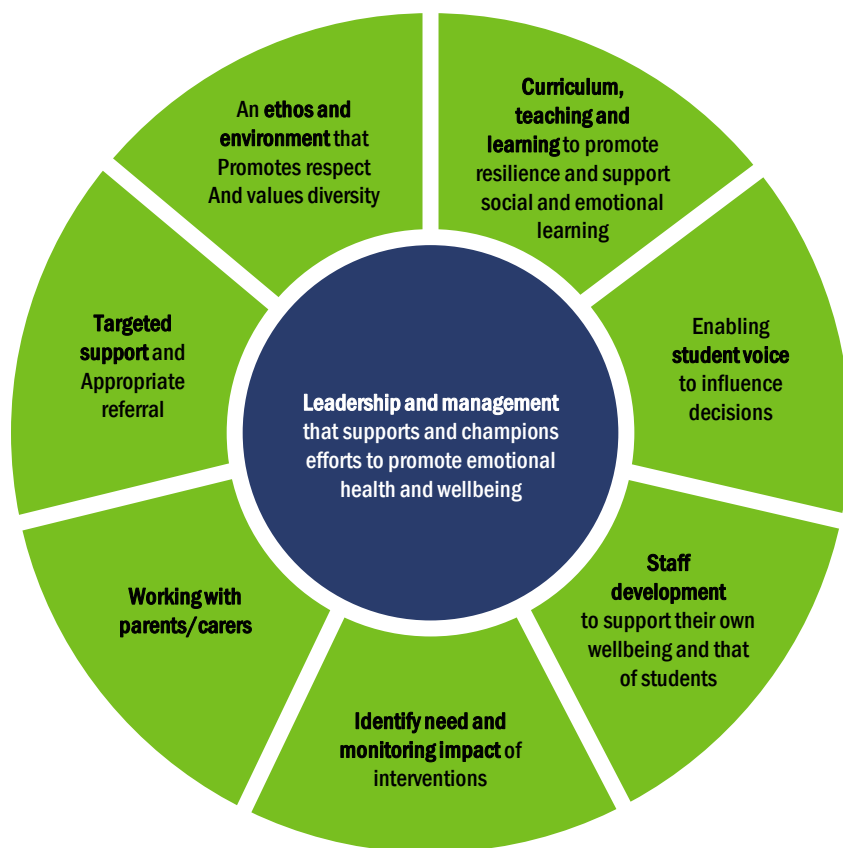 An ethos and
environment that
Promotes respect
And values diversity
Curriculum,
teaching and
learning to promote
resilience and support
social and emotional
learning
Enabling
student voice
to influence
decisions
Staff
development
to support their own
wellbeing and that
of students
Identify need and
monitoring impact of
interventions
Working with
parents/carers
Targeted
support and
Appropriate
referral
Leadership and management
that supports and champions
efforts to promote emotional
health and wellbeing